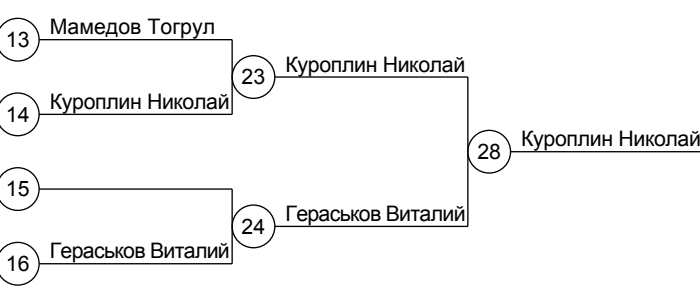 13 Мамедов Тогрул
23 Куроплин Николай
14 Куроплин Николай
28 Куроплин Николай
15
24 Гераськов Виталий
16 Гераськов Виталий